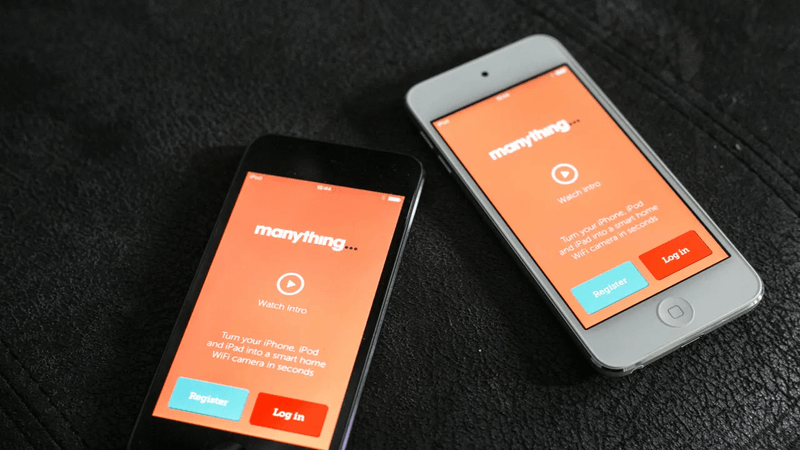 iPod
manything...
Watch Intro
Turn your iPhone, iPod
and iPad into a smart home
WiFi camera in seconds
Register
Log in
iPod
manything...
Watch Intro
Turn your iPhone, iPod
and iPad into a smart home
WiFi camera in seconds
Register
Log in